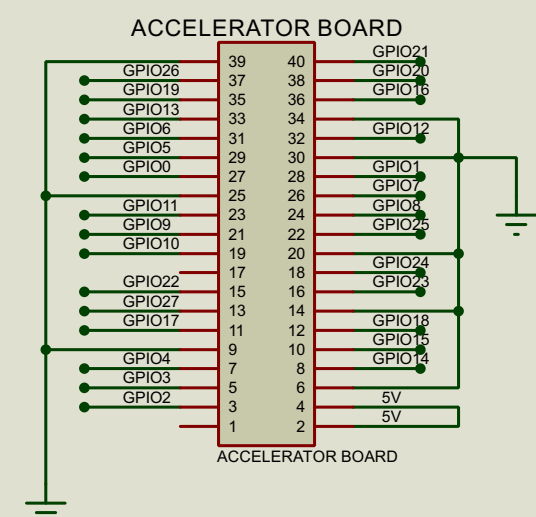 ACCELERATOR BOARD
GPIO21
39 40
GPIO26 37 38 GPIO20
GPIO19 35 36 GPIO16
GPIO13 33 34
GPIO6 31 32 GPIO12
GPIO5 29 30
GPIO0 27 28 GPIO1
25 26 GPIO7
GPIO11 23 24 GPIO8
GPIO9 21 22 GPIO25
GPIO10 19 20
17 18 GPIO24
GPIO22 15 16 GPIO23
GPIO27 13 14
GPIO17 11 12 GPIO18
9 10 GPIO15
GPIO4 7 8 GPIO14
GPIO3 5 6
GPIO2 3 4 5V
1 2 5V
ACCELERATOR BOARD